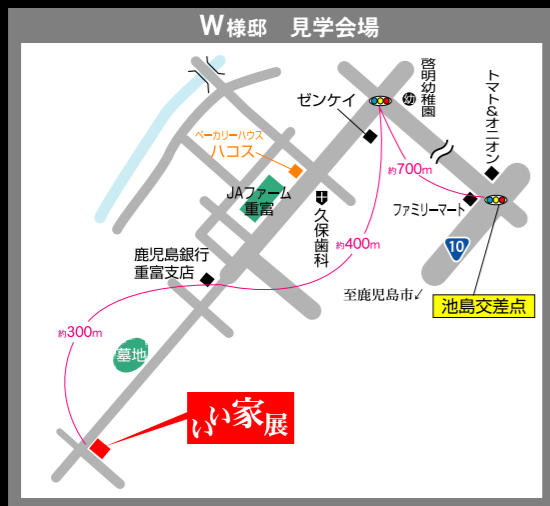 W様邸 見学会場
啓明幼稚園
幼
ゼンケイ
トマト&オニオン
ベーカリーハウス
ハコス
約700m
JAファーム
重富
久保歯科
ファミリーマート
約400m
10
鹿児島銀行
重富支店
至鹿児島市
池島交差点
約300m
墓地
いい家展